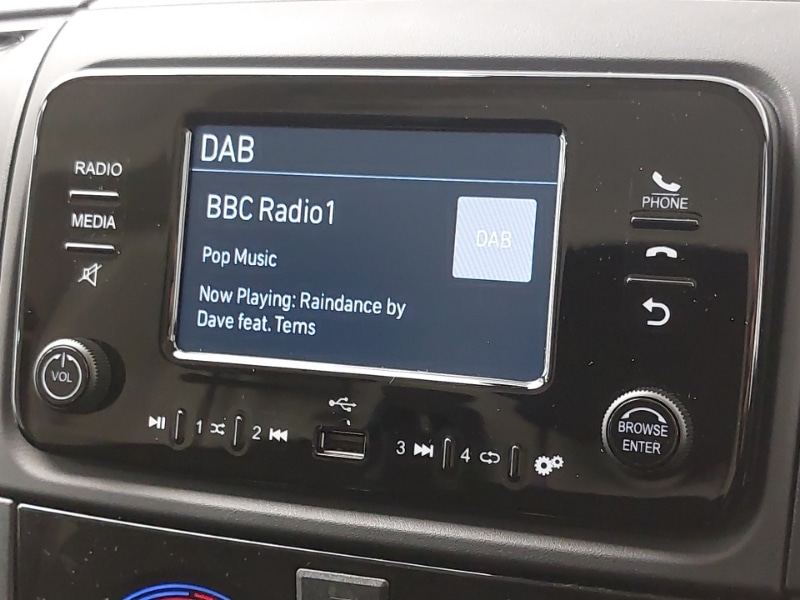 DAB
RADIO
PHONE
BBC Radio1
MEDIA
DAB
Pop Music
Now Playing: Raindance by
Dave feat. Tems
VOL
1
2
3
4
BROWSE
ENTER